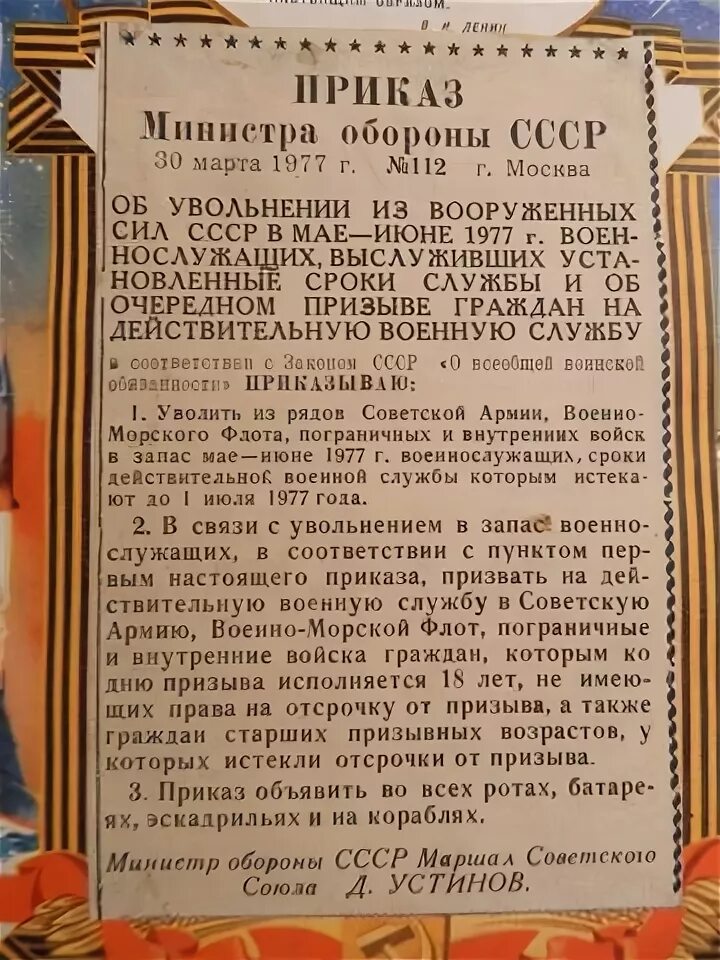 В И ЛЕНИН
ПРИКАЗ
Министра обороны СССР
30 марта 1977 г. №112 г. Москва
ОБ УВОЛЬНЕНИИ ИЗ ВООРУЖЕННЫХ
СИЛ СССР В МАЕ—ИЮНЕ 1977 г. ВОЕН-
НОСЛУЖАЩИХ, ВЫСЛУЖИВШИХ УСТА-
НОВЛЕННЫЕ СРОКИ СЛУЖБЫ И ОБ
ОЧЕРЕДНОМ ПРИЗЫВЕ ГРАЖДАН НА
ДЕЙСТВИТЕЛЬНУЮ ВОЕННУЮ СЛУЖБУ
в соответствии с Законом СССР «О всеобщей воинской
обязанности» ПРИКАЗЫВАЮ:
1. Уволить из рядов Советской Армии, Военно-
Морского Флота, пограничных и внутренних войск
в запас мае—июне 1977 г. военнослужащих, сроки
действительной военной службы которым истека-
ют до 1 июля 1977 года.
2. В связи с увольнением в запас военно-
служащих, в соответствии с пунктом пер-
вым настоящего приказа, призвать на дей-
ствительную военную службу в Советскую
Армию, Военно-Морской Флот, пограничные
и внутренние войска граждан, которым ко
дню призыва исполняется 18 лет, не имею-
щих права на отсрочку от призыва, а также
граждан старших призывных возрастов, у
которых истекли отсрочки от призыва.
3. Приказ объявить во всех ротах, батаре-
ях, эскадрильях и на кораблях.
Министр обороны СССР Маршал Советского
Союза Д. УСТИНОВ.